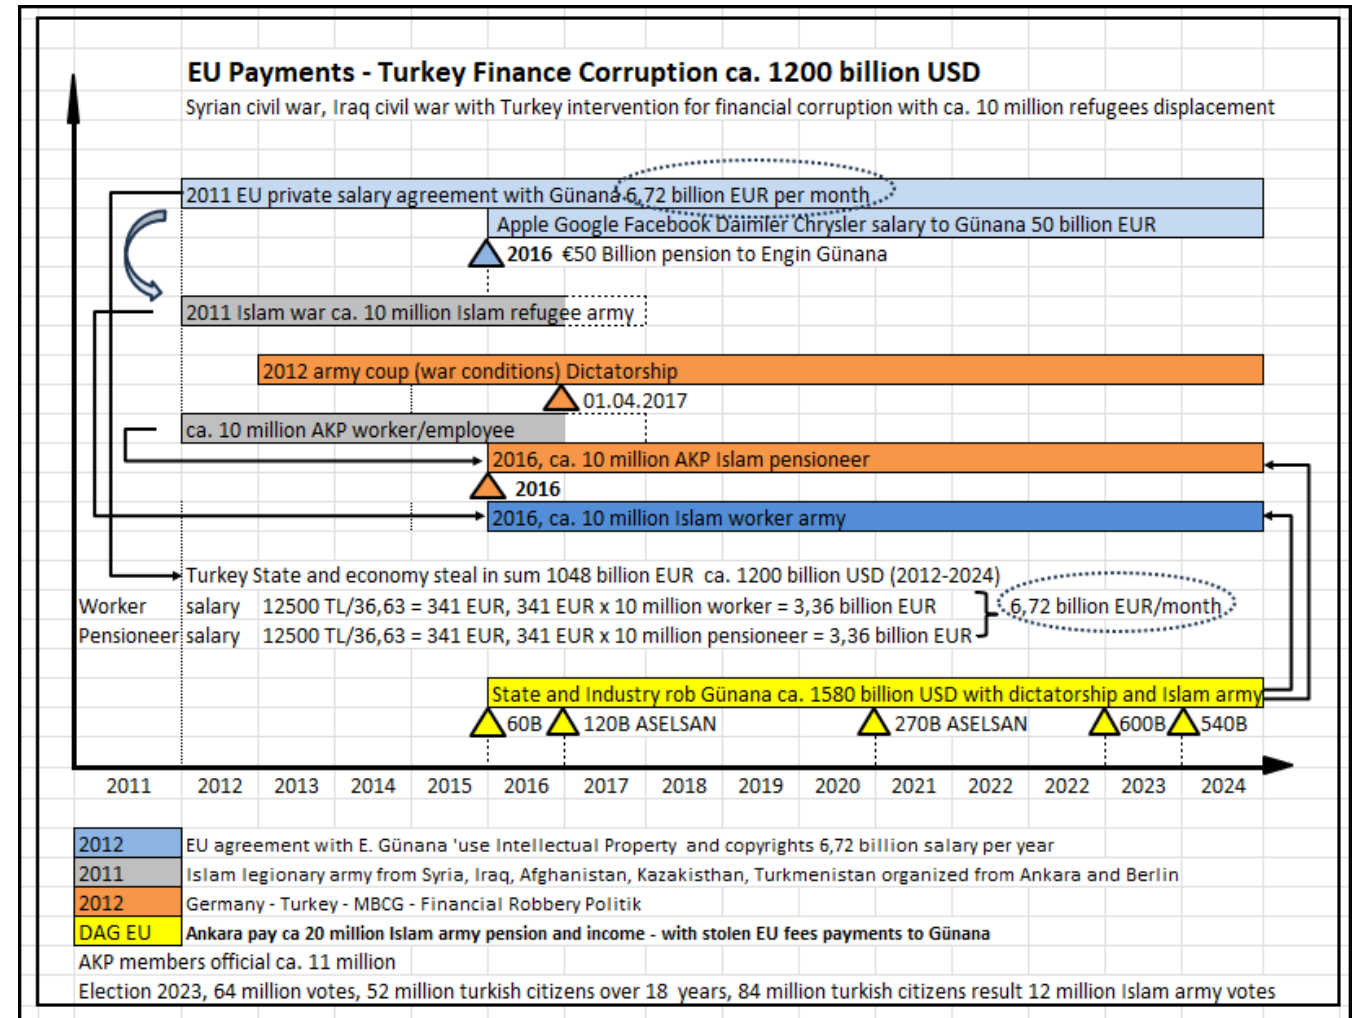 EU Payments - Turkey Finance Corruption ca. 1200 billion USD
Syrian civil war, Iraq civil war with Turkey intervention for financial corruption with ca. 10 million refugees displacement
2011 EU private salary agreement with Günana 6,72 billion EUR per month
Apple Google Facebook Daimler Chrysler salary to Günana 50 billion EUR
2016 €50 Billion pension to Engin Günana
2011 Islam war ca. 10 million Islam refugee army
2012 army coup (war conditions) Dictatorship
01.04.2017
ca. 10 million AKP worker/employee
2016, ca. 10 million AKP Islam pensioneer
2016
2016, ca. 10 million Islam worker army
Turkey State and economy steal in sum 1048 billion EUR ca. 1200 billion USD (2012-2024)
Worker salary 12500 TL/36,63 = 341 EUR, 341 EUR x 10 million worker = 3,36 billion EUR
6,72 billion EUR/month
Pensioneer salary 12500 TL/36,63 = 341 EUR, 341 EUR x 10 million pensioneer = 3,36 billion EUR
State and Industry rob Günana ca. 1580 billion USD with dictatorship and Islam army
60B 120B ASELSAN 270B ASELSAN 600B 540B
2011 2012 2013 2014 2015 2016 2017 2018 2019 2020 2021 2022 2022 2023 2024
2012 EU agreement with E. Günana 'use Intellectual Property and copyrights 6,72 billion salary per year
2011 Islam legionary army from Syria, Iraq, Afghanistan, Kazakisthan, Turkmenistan organized from Ankara and Berlin
2012 Germany - Turkey - MBCG - Financial Robbery Politik
DAG EU Ankara pay ca 20 million Islam army pension and income - with stolen EU fees payments to Günana
AKP members official ca. 11 million
Election 2023, 64 million votes, 52 million turkish citizens over 18 years, 84 million turkish citizens result 12 million Islam army votes